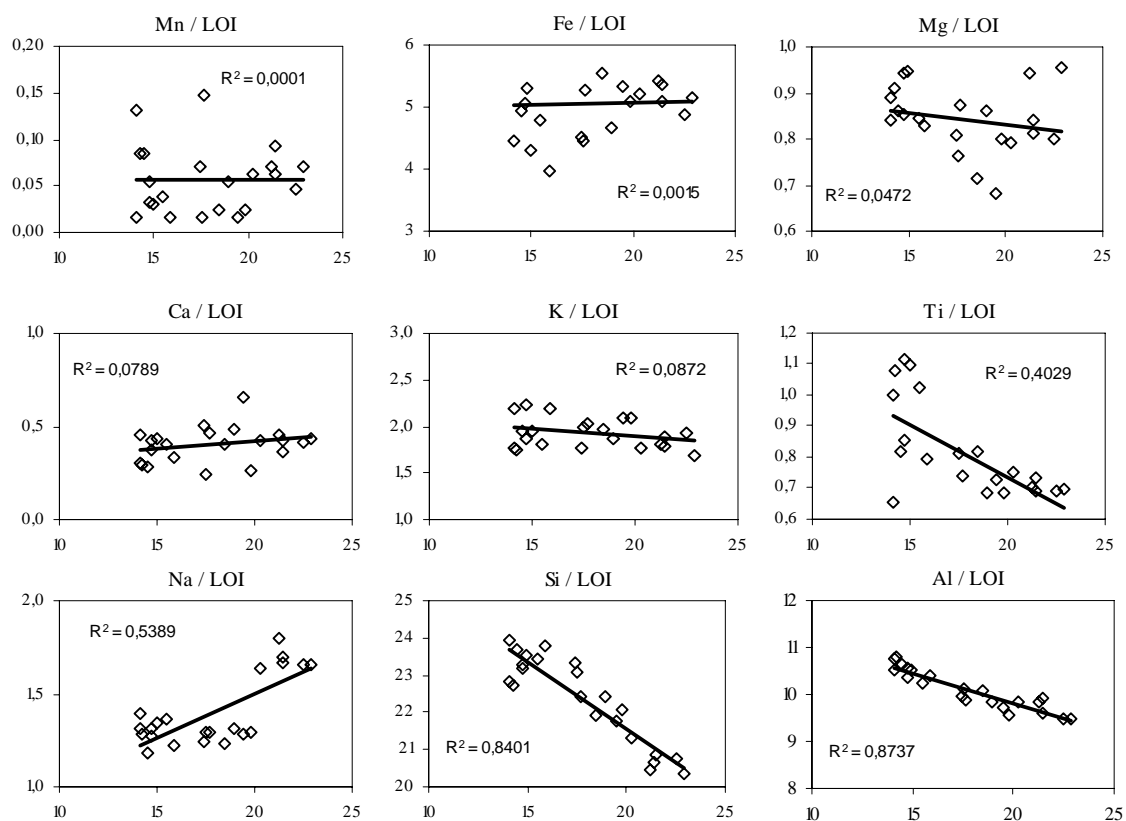 Mn / LOI
0,20
0,15
0,10
0,05
0,00
R² = 0,0001
10 15 20 25
Fe / LOI
6
5
4
3
R² = 0,0015
10 15 20 25
Mg / LOI
1,0
0,9
0,8
0,7
0,6
R² = 0,0472
10 15 20 25
Ca / LOI
1,0
0,5
0,0
R² = 0,0789
10 15 20 25
K / LOI
3,0
2,5
2,0
1,5
1,0
R² = 0,0872
10 15 20 25
Ti / LOI
1,2
1,1
1,0
0,9
0,8
0,7
0,6
R² = 0,4029
10 15 20 25
Na / LOI
2,0
1,5
1,0
R² = 0,5389
10 15 20 25
Si / LOI
25
24
23
22
21
20
R² = 0,8401
10 15 20 25
Al / LOI
12
11
10
9
8
R² = 0,8737
10 15 20 25